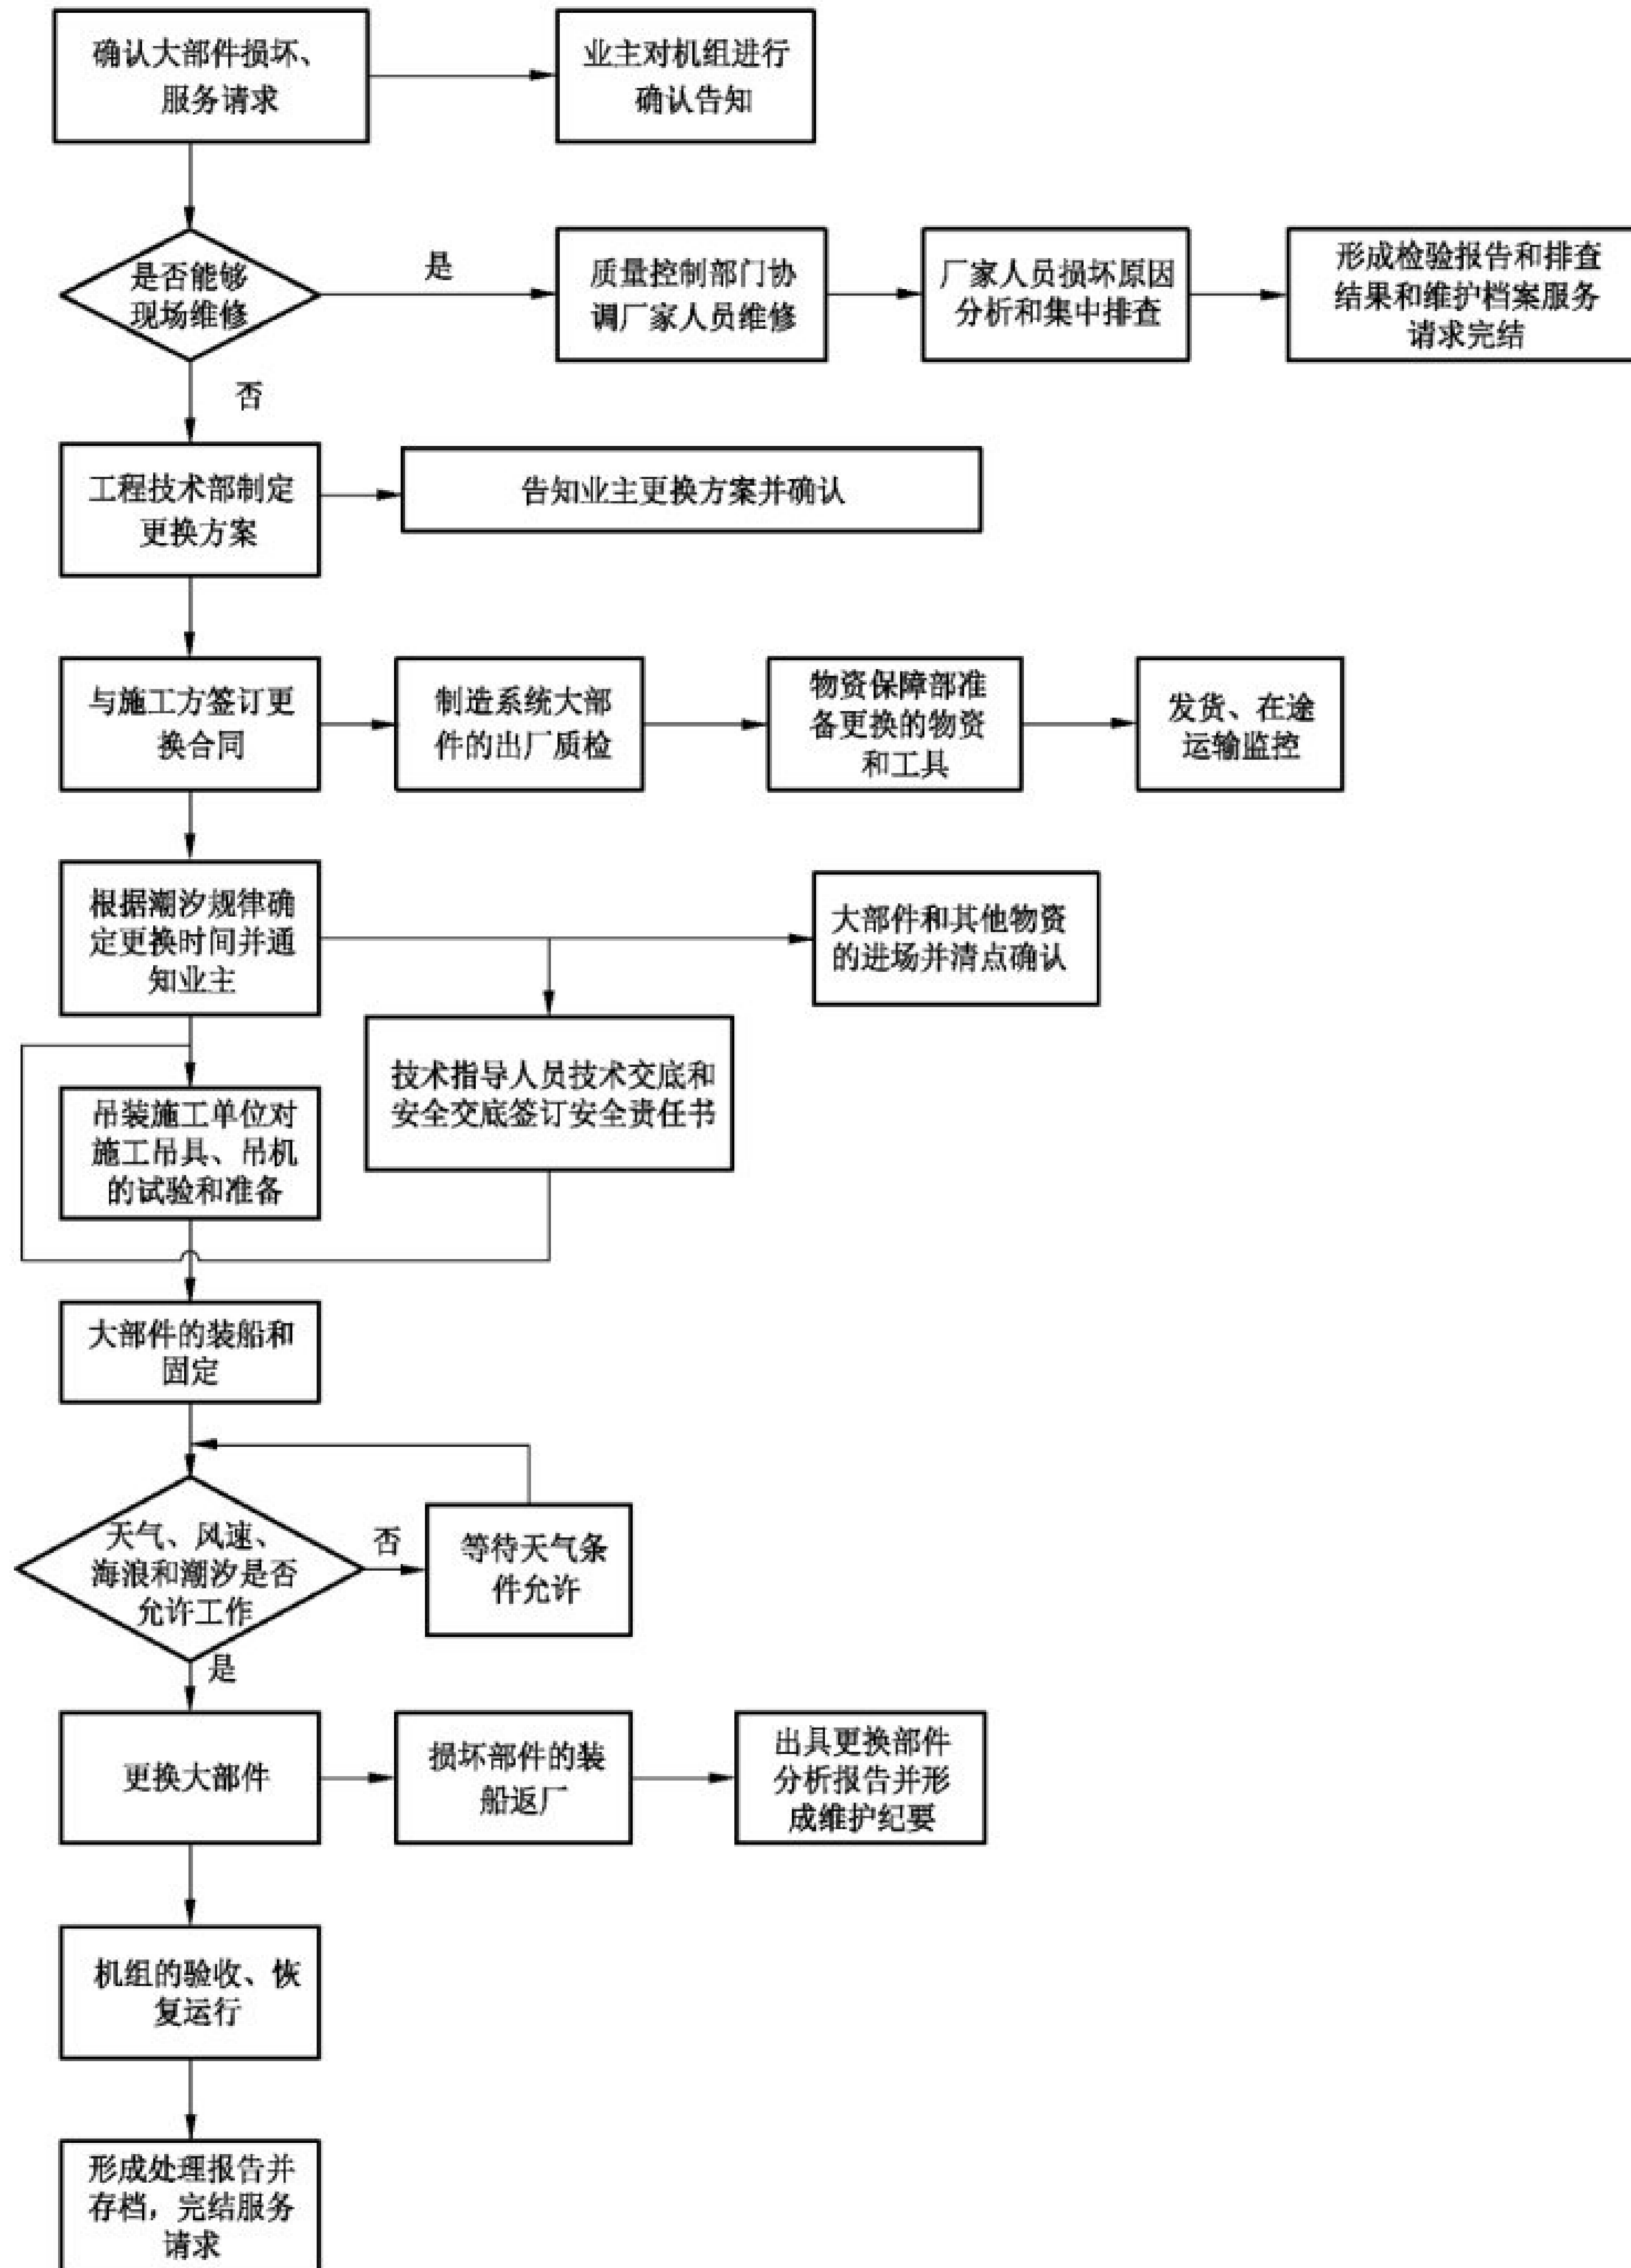 确认大部件损坏、
服务请求
业主对机组进行
确认告知
是否能够
现场维修
是
质量控制部门协
调厂家人员维修
厂家人员损坏原因
分析和集中排查
形成检验报告和排查
结果和维护档案服务
请求完结
否
工程技术部制定
更换方案
告知业主更换方案并确认
与施工方签订更
换合同
制造系统大部
件的出厂质检
物资保障部准
备更换的物资
和工具
发货、在途
运输监控
根据潮汐规律确
定更换时间并通
知业主
大部件和其他物资
的进场并清点确认
技术指导人员技术交底和
安全交底签订安全责任书
吊装施工单位对
施工吊具、吊机
的试验和准备
大部件的装船和
固定
天气、风速、
海浪和潮汐是否
允许工作
否
等待天气条
件允许
是
更换大部件
损坏部件的装
船返厂
出具更换部件
分析报告并形
成维护纪要
机组的验收、恢
复运行
形成处理报告并
存档，完结服务
请求